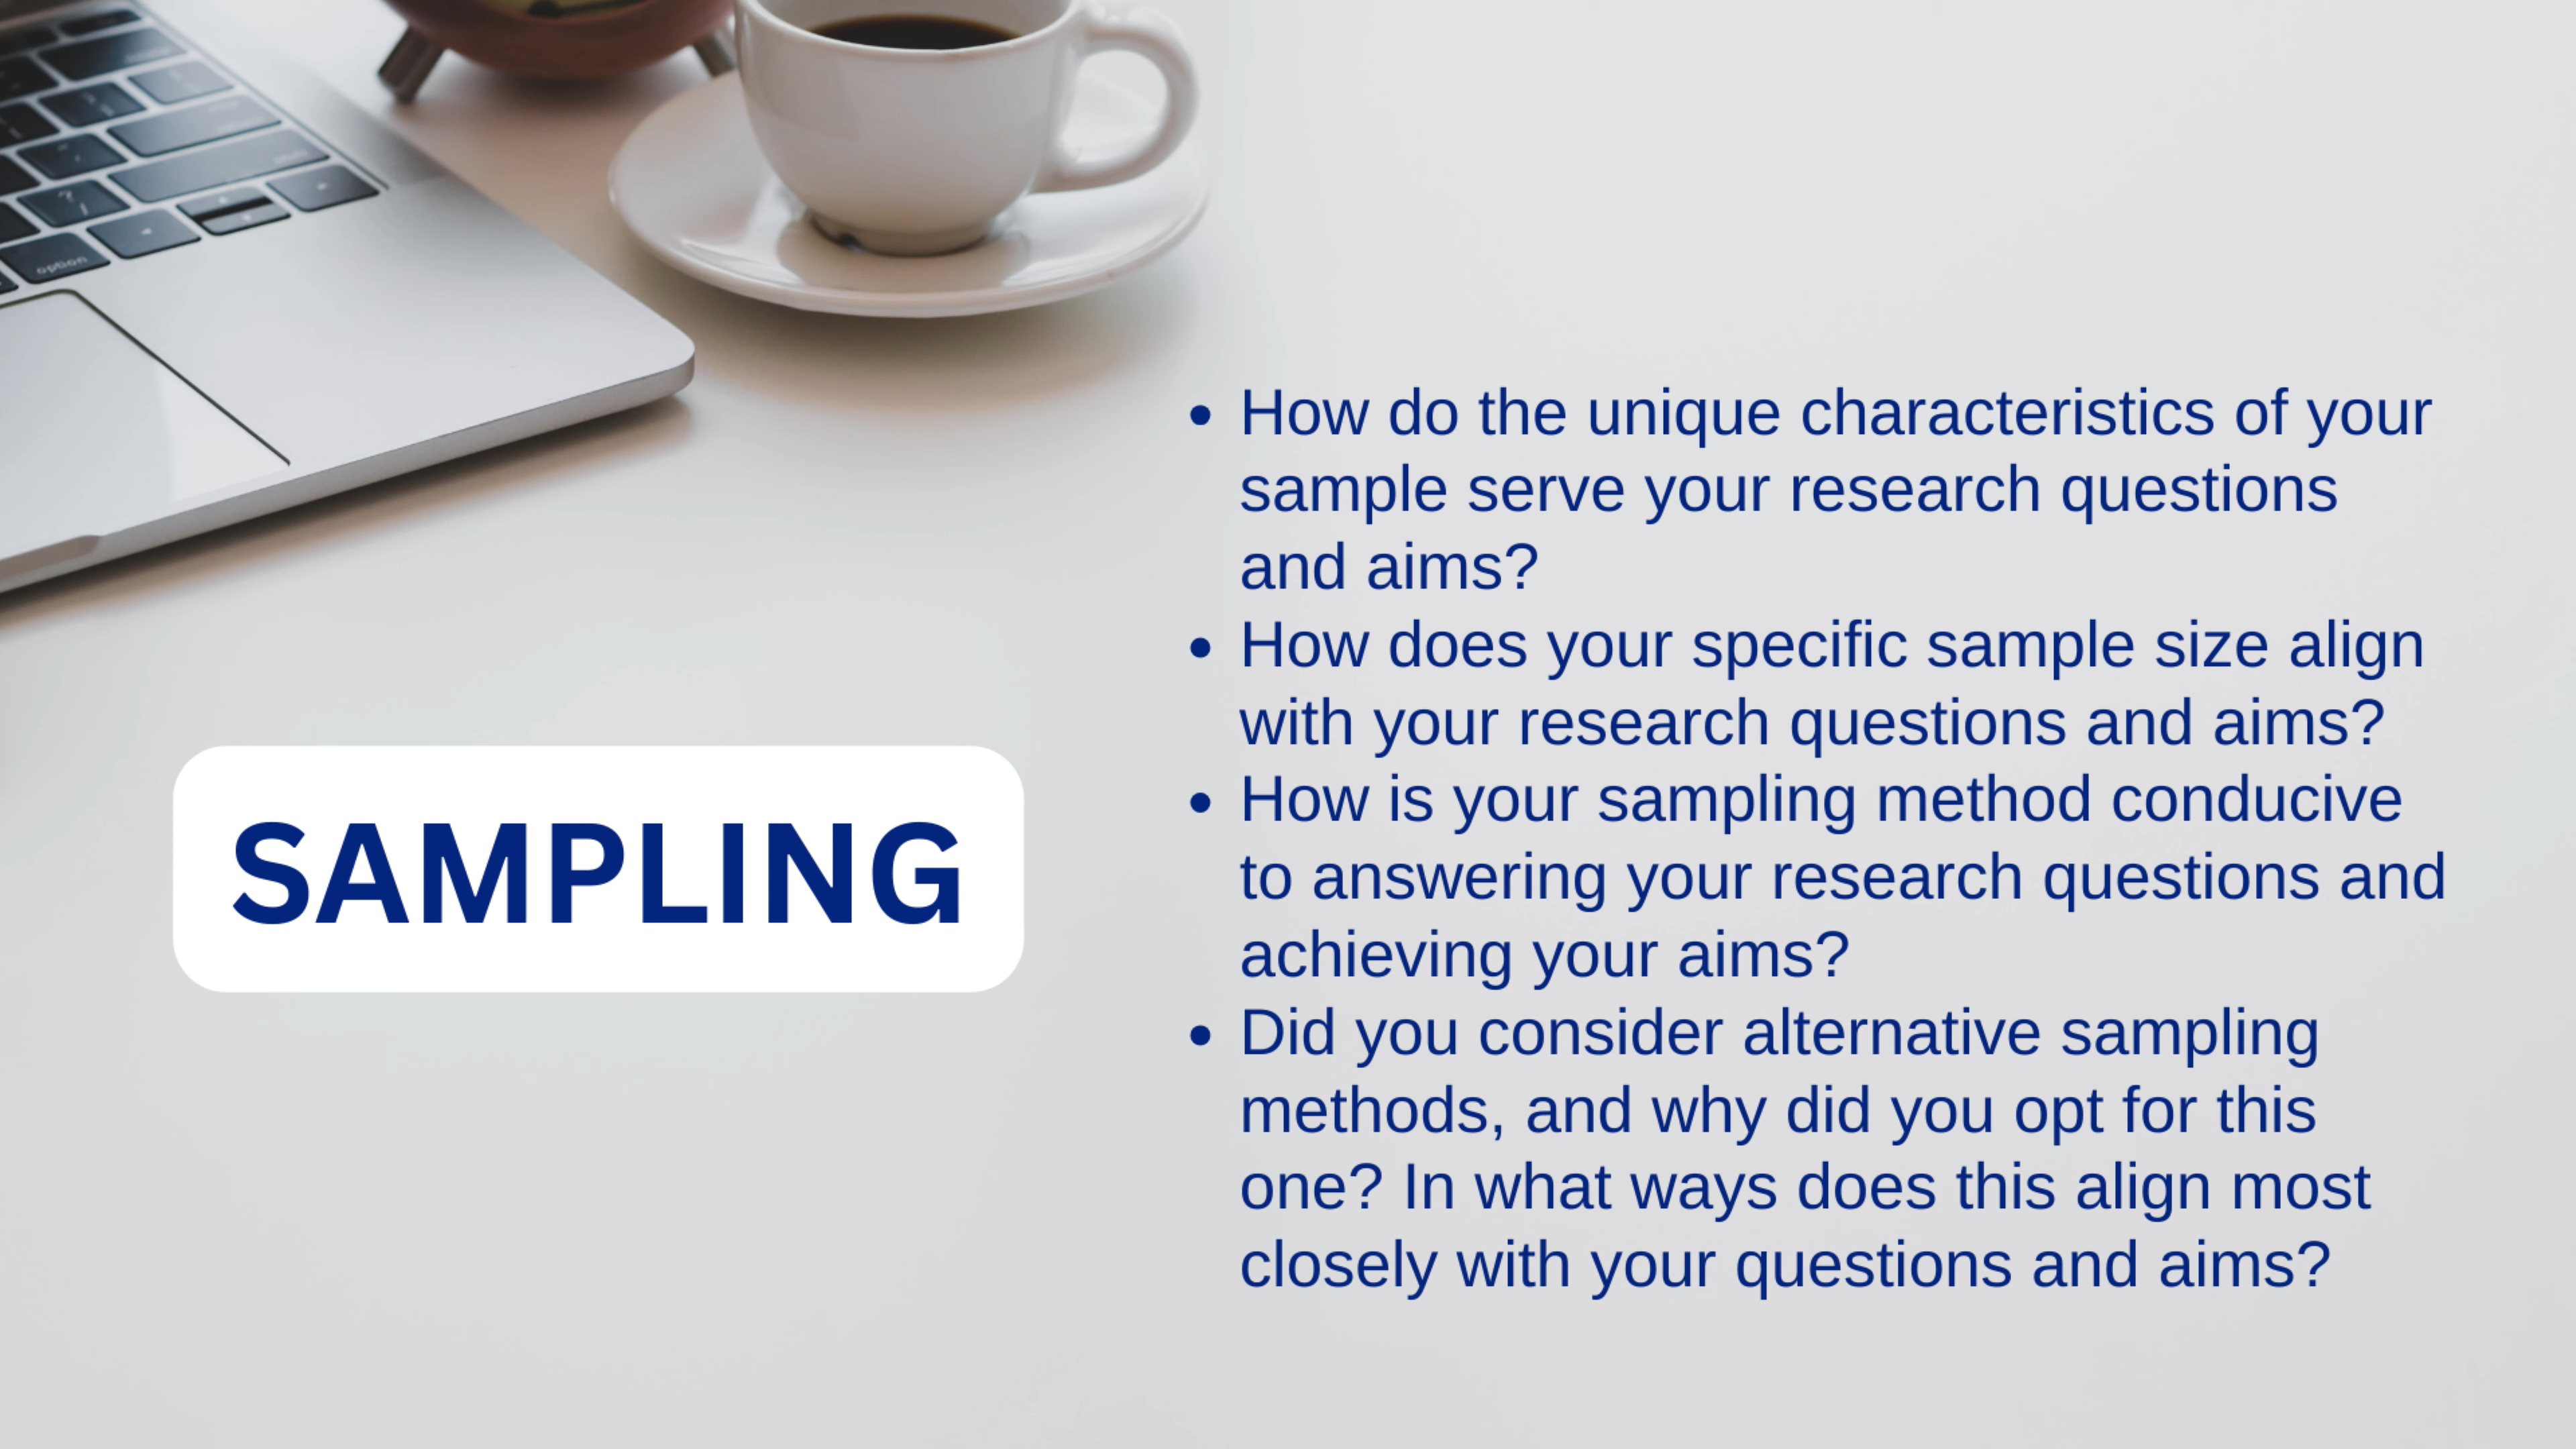 option
SAMPLING
• How do the unique characteristics of your
sample serve your research questions
and aims?
• How does your specific sample size align
with your research questions and aims?
• How is your sampling method conducive
to answering your research questions and
achieving your aims?
• Did you consider alternative sampling
methods, and why did you opt for this
one? In what ways does this align most
closely with your questions and aims?